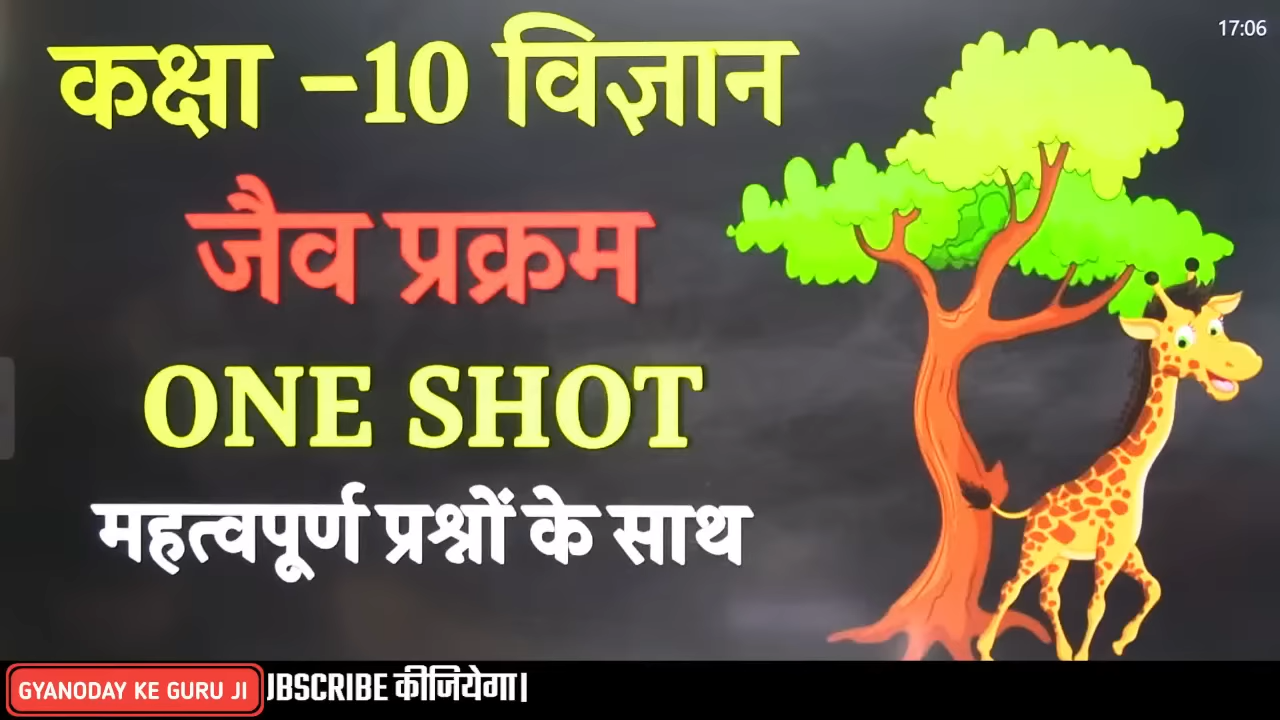 17:06
कक्षा -10 विज्ञान
जैव प्रक्रम
ONE SHOT
महत्वपूर्ण प्रश्नों के साथ
GYANODAY KE GURU JI
UBSCRIBE कीजियेगा।